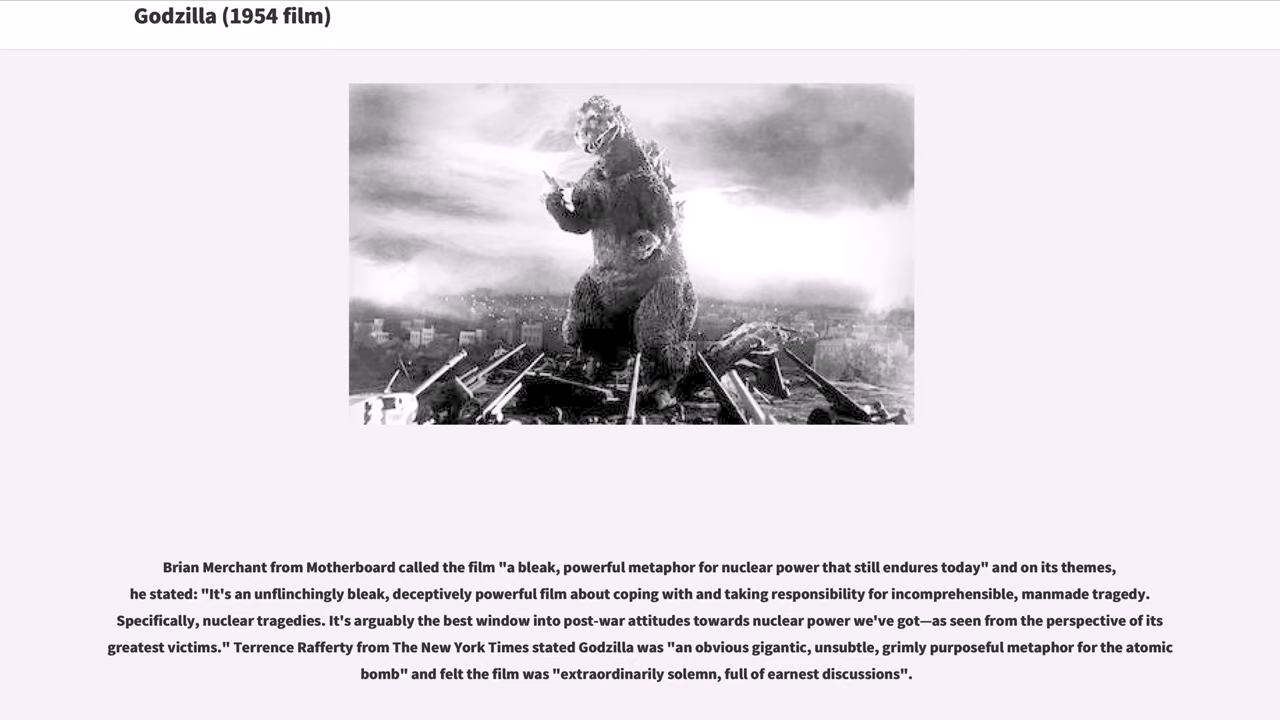 Godzilla (1954 film)
Brian Merchant from Motherboard called the film "a bleak, powerful metaphor for nuclear power that still endures today" and on its themes,
he stated: "It's an unflinchingly bleak, deceptively powerful film about coping with and taking responsibility for incomprehensible, manmade tragedy.
Specifically, nuclear tragedies. It's arguably the best window into post-war attitudes towards nuclear power we've got—as seen from the perspective of its
greatest victims." Terrence Rafferty from The New York Times stated Godzilla was "an obvious gigantic, unsubtle, grimly purposeful metaphor for the atomic
bomb" and felt the film was "extraordinarily solemn, full of earnest discussions".